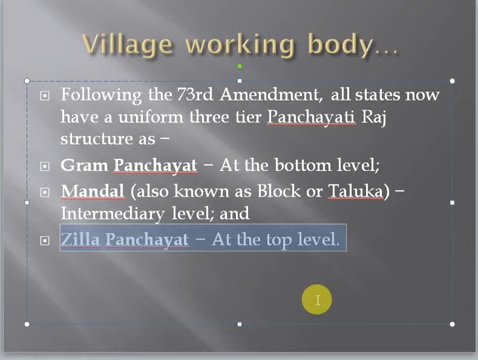 Village working body...
Following the 73rd Amendment, all states now
have a uniform three tier Panchayati Raj
structure as −
Gram Panchayat − At the bottom level;
Mandal (also known as Block or Taluka) −
Intermediary level; and
Zilla Panchayat − At the top level.